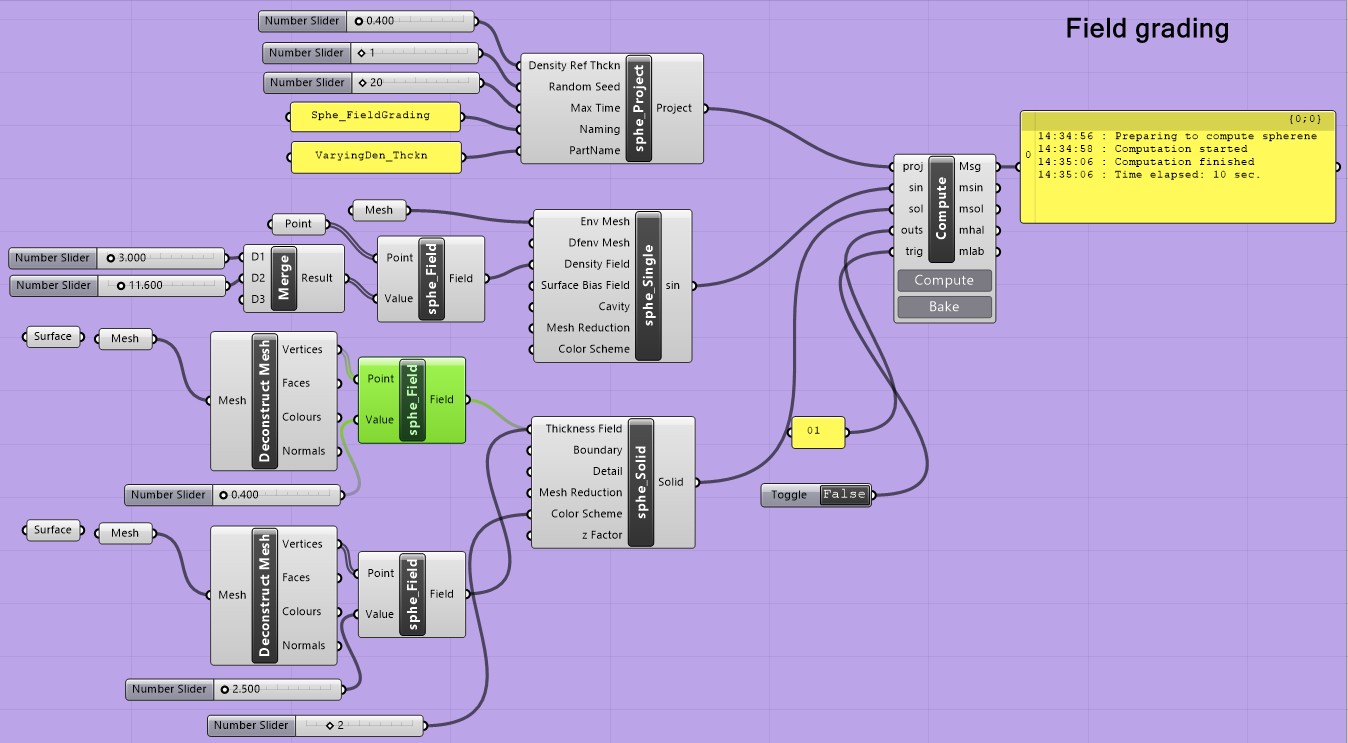 Field grading
Number Slider 0.400
Number Slider 1
Number Slider 20
Sphe_FieldGrading
VaryingDen_Thckn
Density Ref Thckn
Random Seed
Max Time
Naming
PartName
sphe_Project
Project
proj
sin
sol
outs
trig
Compute
Msg
msin
msol
mhal
mlab
Compute
Bake
{0;0}
0
14:34:56 : Preparing to compute spherene
14:34:58 : Computation started
14:35:06 : Computation finished
14:35:06 : Time elapsed: 10 sec.
Mesh
Point
Number Slider 3.000
Number Slider 11.600
D1
D2
D3
Merge
Result
Point
Value
sphe_Field
Field
Env Mesh
Dfenv Mesh
Density Field
Surface Bias Field
Cavity
Mesh Reduction
Color Scheme
sphe_Single
sin
Surface
Mesh
Mesh
Deconstruct Mesh
Vertices
Faces
Colours
Normals
Point
Value
sphe_Field
Field
Number Slider 0.400
Thickness Field
Boundary
Detail
Mesh Reduction
Color Scheme
z Factor
sphe_Solid
Solid
01
Toggle False
Surface
Mesh
Mesh
Deconstruct Mesh
Vertices
Faces
Colours
Normals
Point
Value
sphe_Field
Field
Number Slider 2.500
Number Slider 2